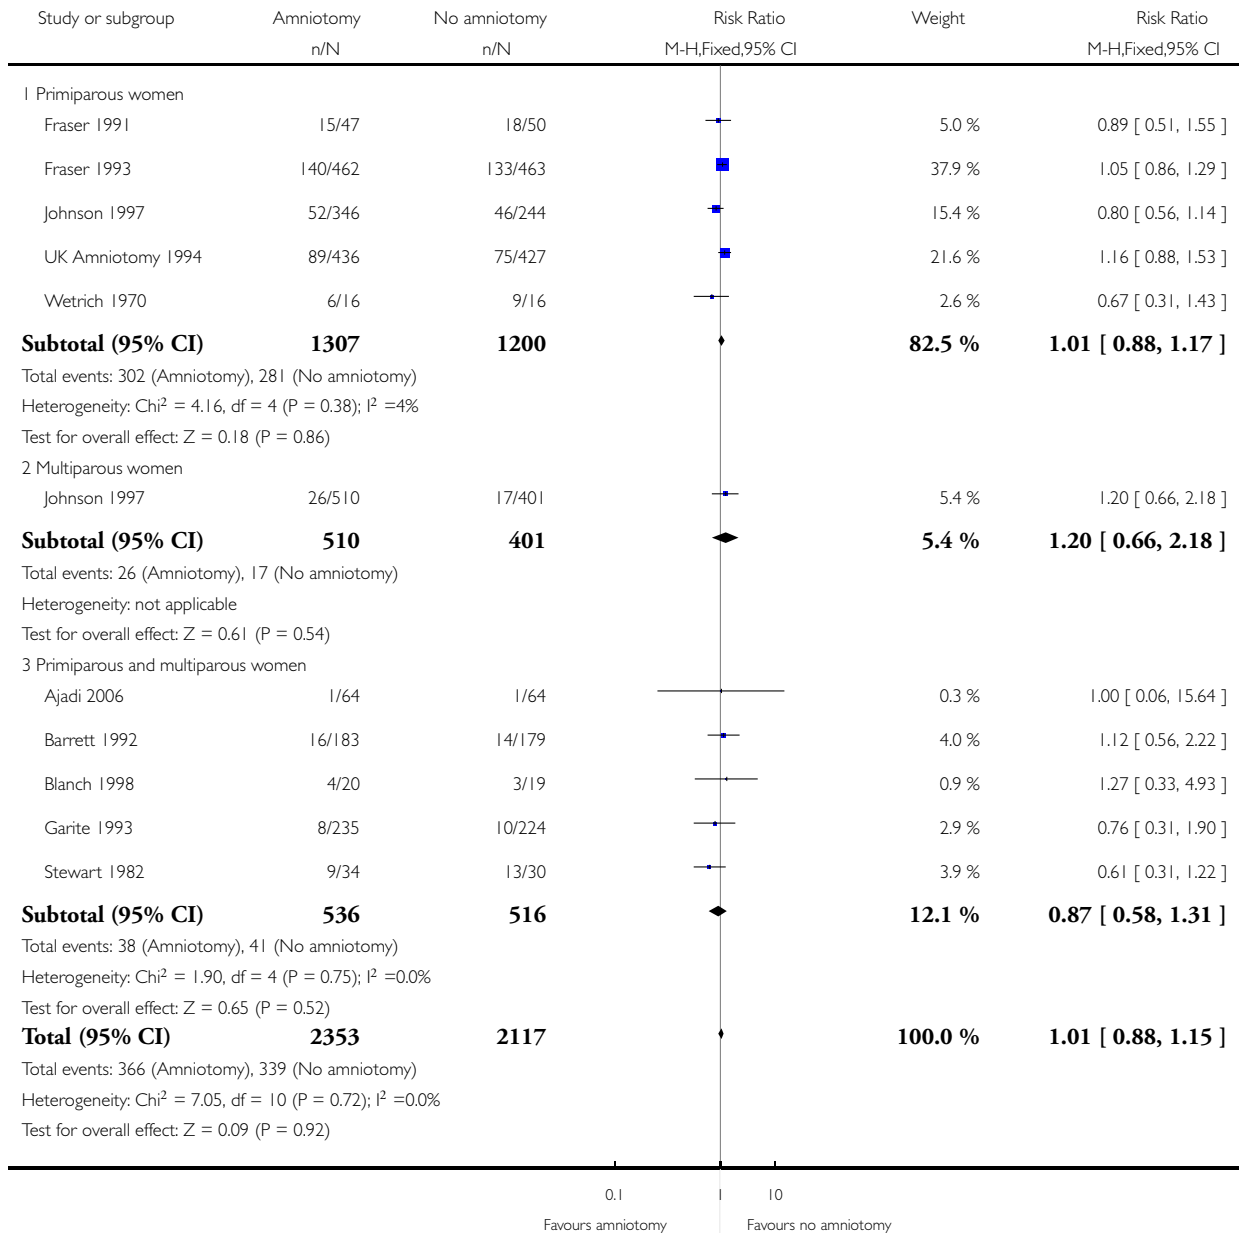 Study or subgroup Amniotomy No amniotomy Risk Ratio Weight Risk Ratio
n/N n/N M-H,Fixed,95% CI M-H,Fixed,95% CI
1 Primiparous women
Fraser 1991 15/47 18/50 5.0 % 0.89 [ 0.51, 1.55 ]
Fraser 1993 140/462 133/463 37.9 % 1.05 [ 0.86, 1.29 ]
Johnson 1997 52/346 46/244 15.4 % 0.80 [ 0.56, 1.14 ]
UK Amniotomy 1994 89/436 75/427 21.6 % 1.16 [ 0.88, 1.53 ]
Wetrich 1970 6/16 9/16 2.6 % 0.67 [ 0.31, 1.43 ]
Subtotal (95% CI) 1307 1200 82.5 % 1.01 [ 0.88, 1.17 ]
Total events: 302 (Amniotomy), 281 (No amniotomy)
Heterogeneity: Chi² = 4.16, df = 4 (P = 0.38); I² =4%
Test for overall effect: Z = 0.18 (P = 0.86)
2 Multiparous women
Johnson 1997 26/510 17/401 5.4 % 1.20 [ 0.66, 2.18 ]
Subtotal (95% CI) 510 401 5.4 % 1.20 [ 0.66, 2.18 ]
Total events: 26 (Amniotomy), 17 (No amniotomy)
Heterogeneity: not applicable
Test for overall effect: Z = 0.61 (P = 0.54)
3 Primiparous and multiparous women
Ajadi 2006 1/64 1/64 0.3 % 1.00 [ 0.06, 15.64 ]
Barrett 1992 16/183 14/179 4.0 % 1.12 [ 0.56, 2.22 ]
Blanch 1998 4/20 3/19 0.9 % 1.27 [ 0.33, 4.93 ]
Garite 1993 8/235 10/224 2.9 % 0.76 [ 0.31, 1.90 ]
Stewart 1982 9/34 13/30 3.9 % 0.61 [ 0.31, 1.22 ]
Subtotal (95% CI) 536 516 12.1 % 0.87 [ 0.58, 1.31 ]
Total events: 38 (Amniotomy), 41 (No amniotomy)
Heterogeneity: Chi² = 1.90, df = 4 (P = 0.75); I² =0.0%
Test for overall effect: Z = 0.65 (P = 0.52)
Total (95% CI) 2353 2117 100.0 % 1.01 [ 0.88, 1.15 ]
Total events: 366 (Amniotomy), 339 (No amniotomy)
Heterogeneity: Chi² = 7.05, df = 10 (P = 0.72); I² =0.0%
Test for overall effect: Z = 0.09 (P = 0.92)
0.1 1 10
Favours amniotomy Favours no amniotomy